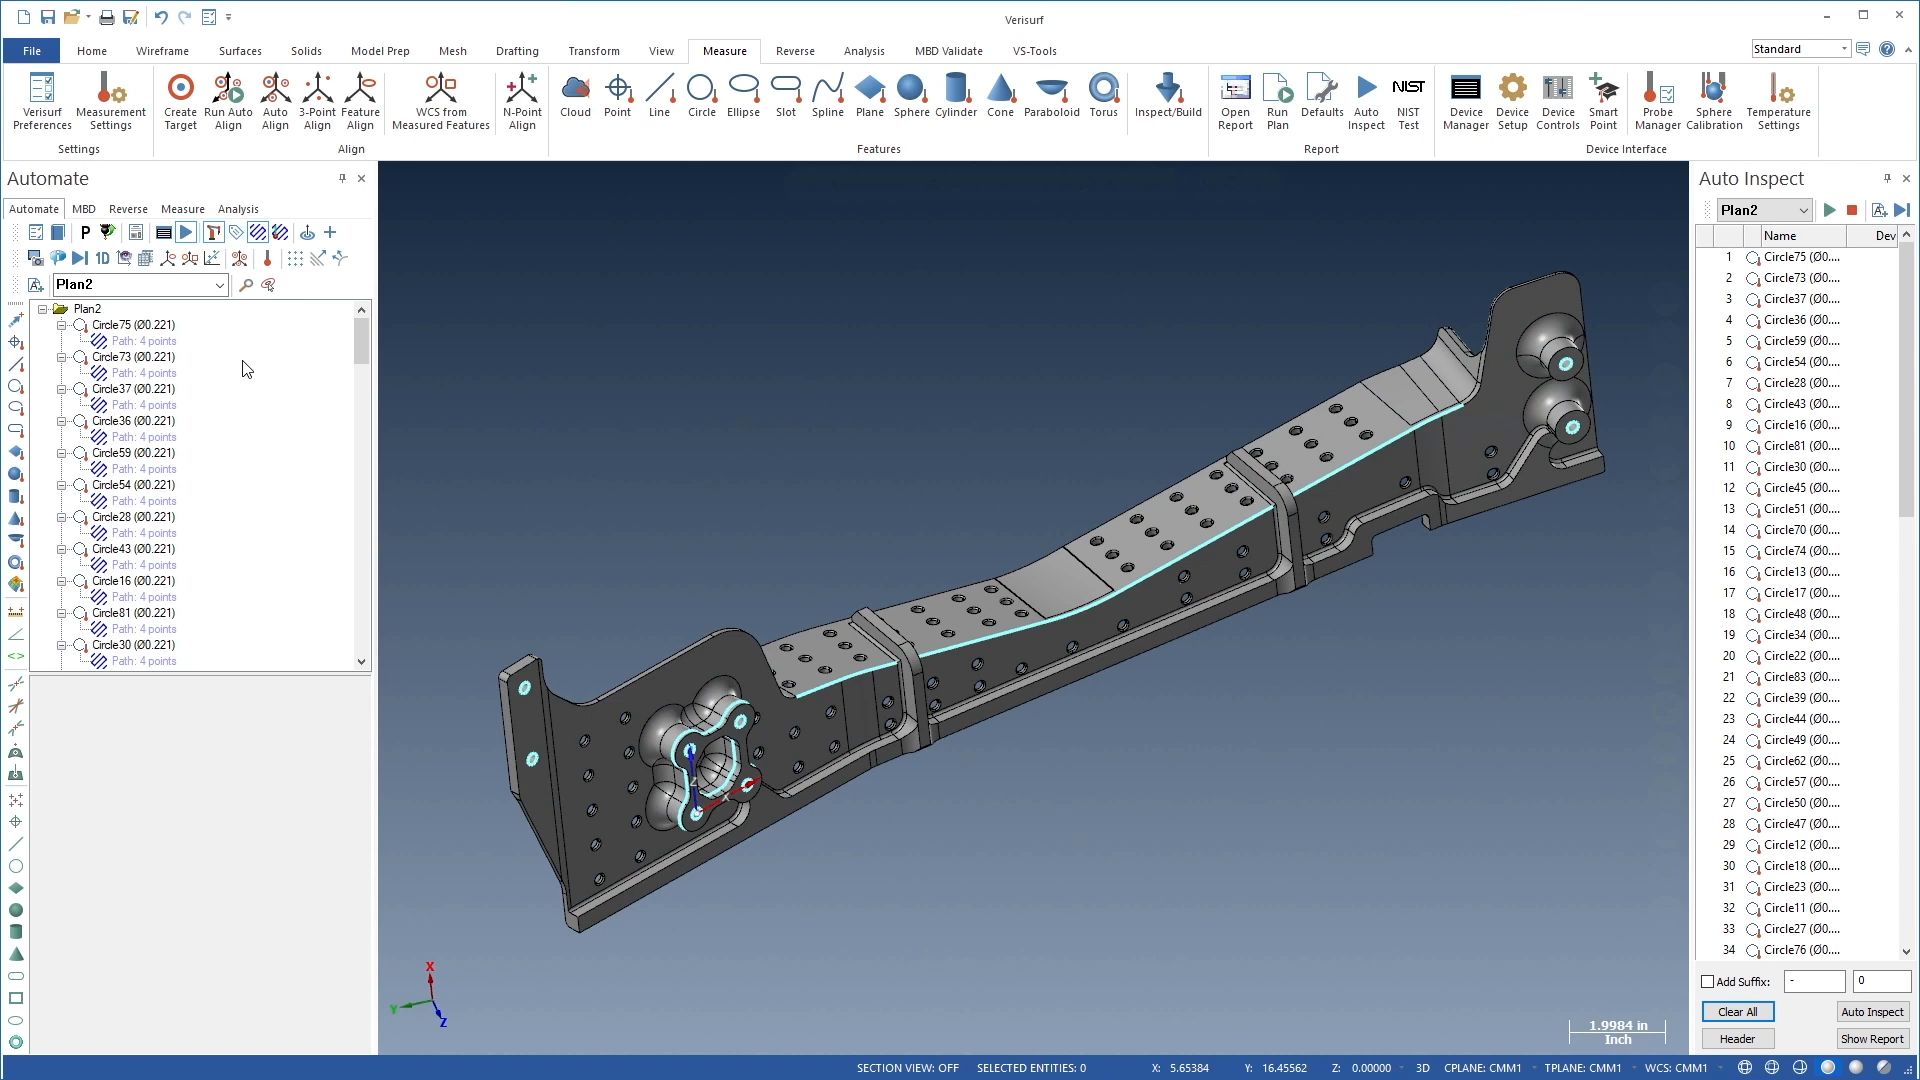 Verisurf
File Home Wireframe Surfaces Solids Model Prep Mesh Drafting Transform View Measure Reverse Analysis MBD Validate VS-Tools Standard
Verisurf Preferences
Measurement Settings
Create Target
Run Auto Align
Auto Align
3-Point Align
Feature Align
WCS from Measured Features
N-Point Align
Cloud
Point
Line
Circle
Ellipse
Slot
Spline
Plane
Sphere
Cylinder
Cone
Paraboloid
Torus
Inspect/Build
Open Report
Run Plan
Defaults
Auto Inspect
NIST
NIST Test
Device Manager
Device Setup
Device Controls
Smart Point
Probe Manager
Sphere Calibration
Temperature Settings
Settings Align Features Report Device Interface
Automate
Automate MBD Reverse Measure Analysis
P
1D
Plan2
Plan2
Circle75 (Ø0.221)
Path: 4 points
Circle73 (Ø0.221)
Path: 4 points
Circle37 (Ø0.221)
Path: 4 points
Circle36 (Ø0.221)
Path: 4 points
Circle59 (Ø0.221)
Path: 4 points
Circle54 (Ø0.221)
Path: 4 points
Circle28 (Ø0.221)
Path: 4 points
Circle43 (Ø0.221)
Path: 4 points
Circle16 (Ø0.221)
Path: 4 points
Circle81 (Ø0.221)
Path: 4 points
Circle30 (Ø0.221)
Path: 4 points
Z
X
X
Y
Z
1.9984 in
Inch
Auto Inspect
Plan2
Name Dev
1 Circle75 (Ø0....
2 Circle73 (Ø0....
3 Circle37 (Ø0....
4 Circle36 (Ø0....
5 Circle59 (Ø0....
6 Circle54 (Ø0....
7 Circle28 (Ø0....
8 Circle43 (Ø0....
9 Circle16 (Ø0....
10 Circle81 (Ø0....
11 Circle30 (Ø0....
12 Circle45 (Ø0....
13 Circle51 (Ø0....
14 Circle70 (Ø0....
15 Circle74 (Ø0....
16 Circle13 (Ø0....
17 Circle17 (Ø0....
18 Circle48 (Ø0....
19 Circle34 (Ø0....
20 Circle22 (Ø0....
21 Circle83 (Ø0....
22 Circle39 (Ø0....
23 Circle44 (Ø0....
24 Circle49 (Ø0....
25 Circle62 (Ø0....
26 Circle57 (Ø0....
27 Circle50 (Ø0....
28 Circle47 (Ø0....
29 Circle12 (Ø0....
30 Circle18 (Ø0....
31 Circle23 (Ø0....
32 Circle11 (Ø0....
33 Circle27 (Ø0....
34 Circle76 (Ø0....
Add Suffix: - 0
Clear All Auto Inspect
Header Show Report
SECTION VIEW: OFF SELECTED ENTITIES: 0 X: 5.65384 Y: 16.45562 Z: 0.00000 3D CPLANE: CMM1 TPLANE: CMM1 WCS: CMM1